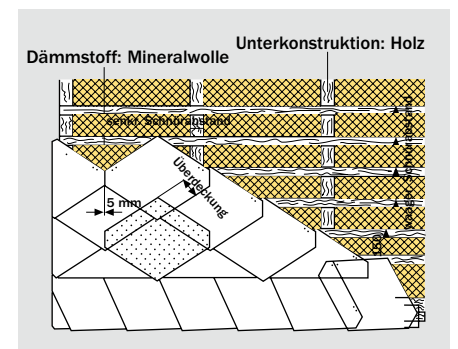 Unterkonstruktion: Holz
Dämmstoff: Mineralwolle
senkr. Schnürabstand
waager. Schnürabstand
Überdeckung
5 mm